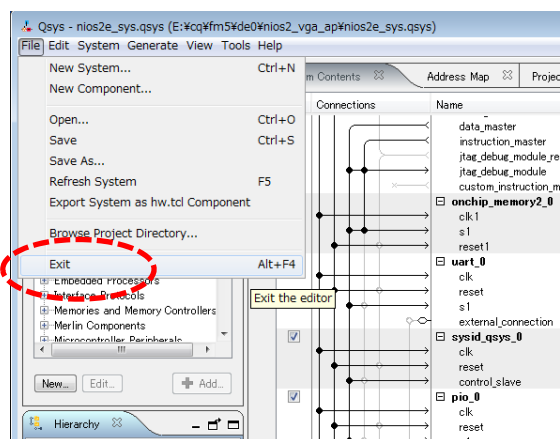 Qsys - nios2e_sys.qsys (E:¥cq¥fm5¥de0¥nios2_vga_ap¥nios2e_sys.qsys)
File Edit System Generate View Tools Help
New System... Ctrl+N
New Component...
Open... Ctrl+O
Save Ctrl+S
Save As...
Refresh System F5
Export System as hw.tcl Component
Browse Project Directory...
Exit Alt+F4
Exit the editor
Embedded Processors
Interface Protocols
Memories and Memory Controllers
Merlin Components
Microcontroller Peripherals
New... Edit... Add...
Hierarchy
m Contents Address Map Projec
Connections Name
data_master
instruction_master
jtag_debug_module_re
jtag_debug_module
custom_instruction_m
onchip_memory2_0
clk1
s1
reset1
uart_0
clk
reset
s1
external_connection
sysid_qsys_0
clk
reset
control_slave
pio_0
clk
reset